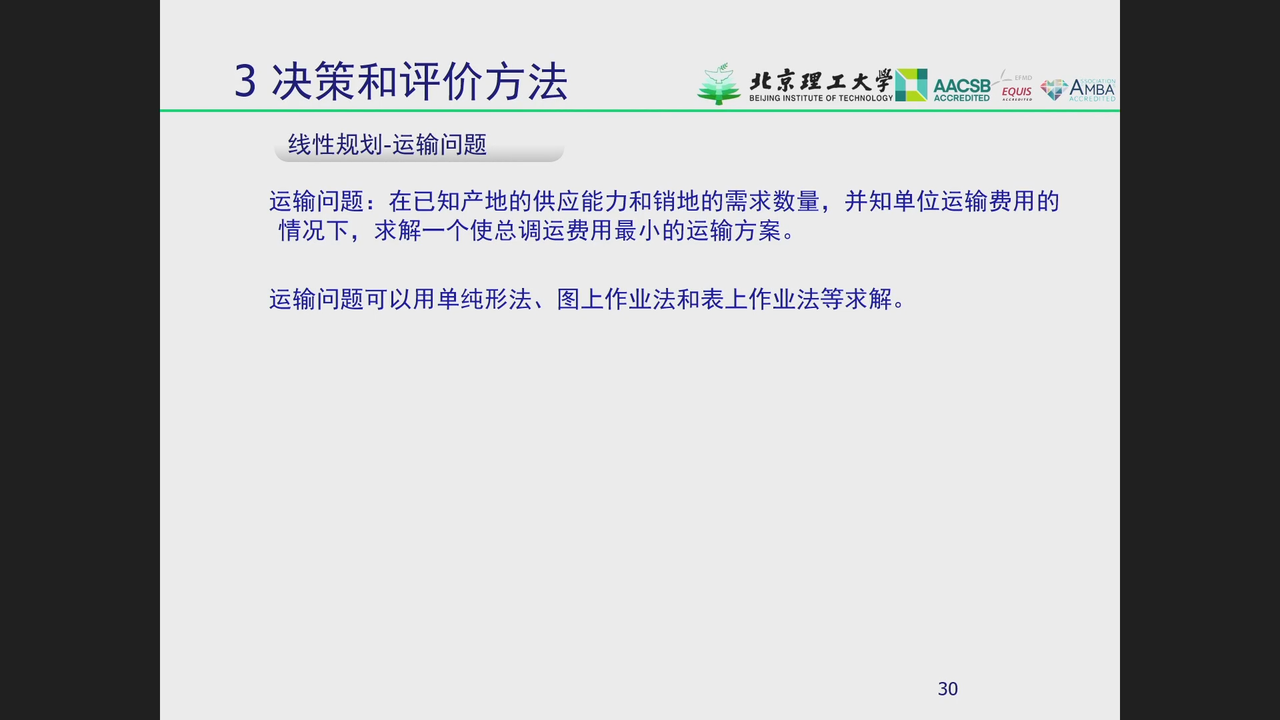 3 决策和评价方法
北京理工大学
BEIJING INSTITUTE OF TECHNOLOGY
AACSB
ACCREDITED
EFMD
EQUIS
ACCREDITED
ASSOCIATION
AMBA
ACCREDITED
线性规划-运输问题
运输问题：在已知产地的供应能力和销地的需求数量，并知单位运输费用的
情况下，求解一个使总调运费用最小的运输方案。
运输问题可以用单纯形法、图上作业法和表上作业法等求解。
30